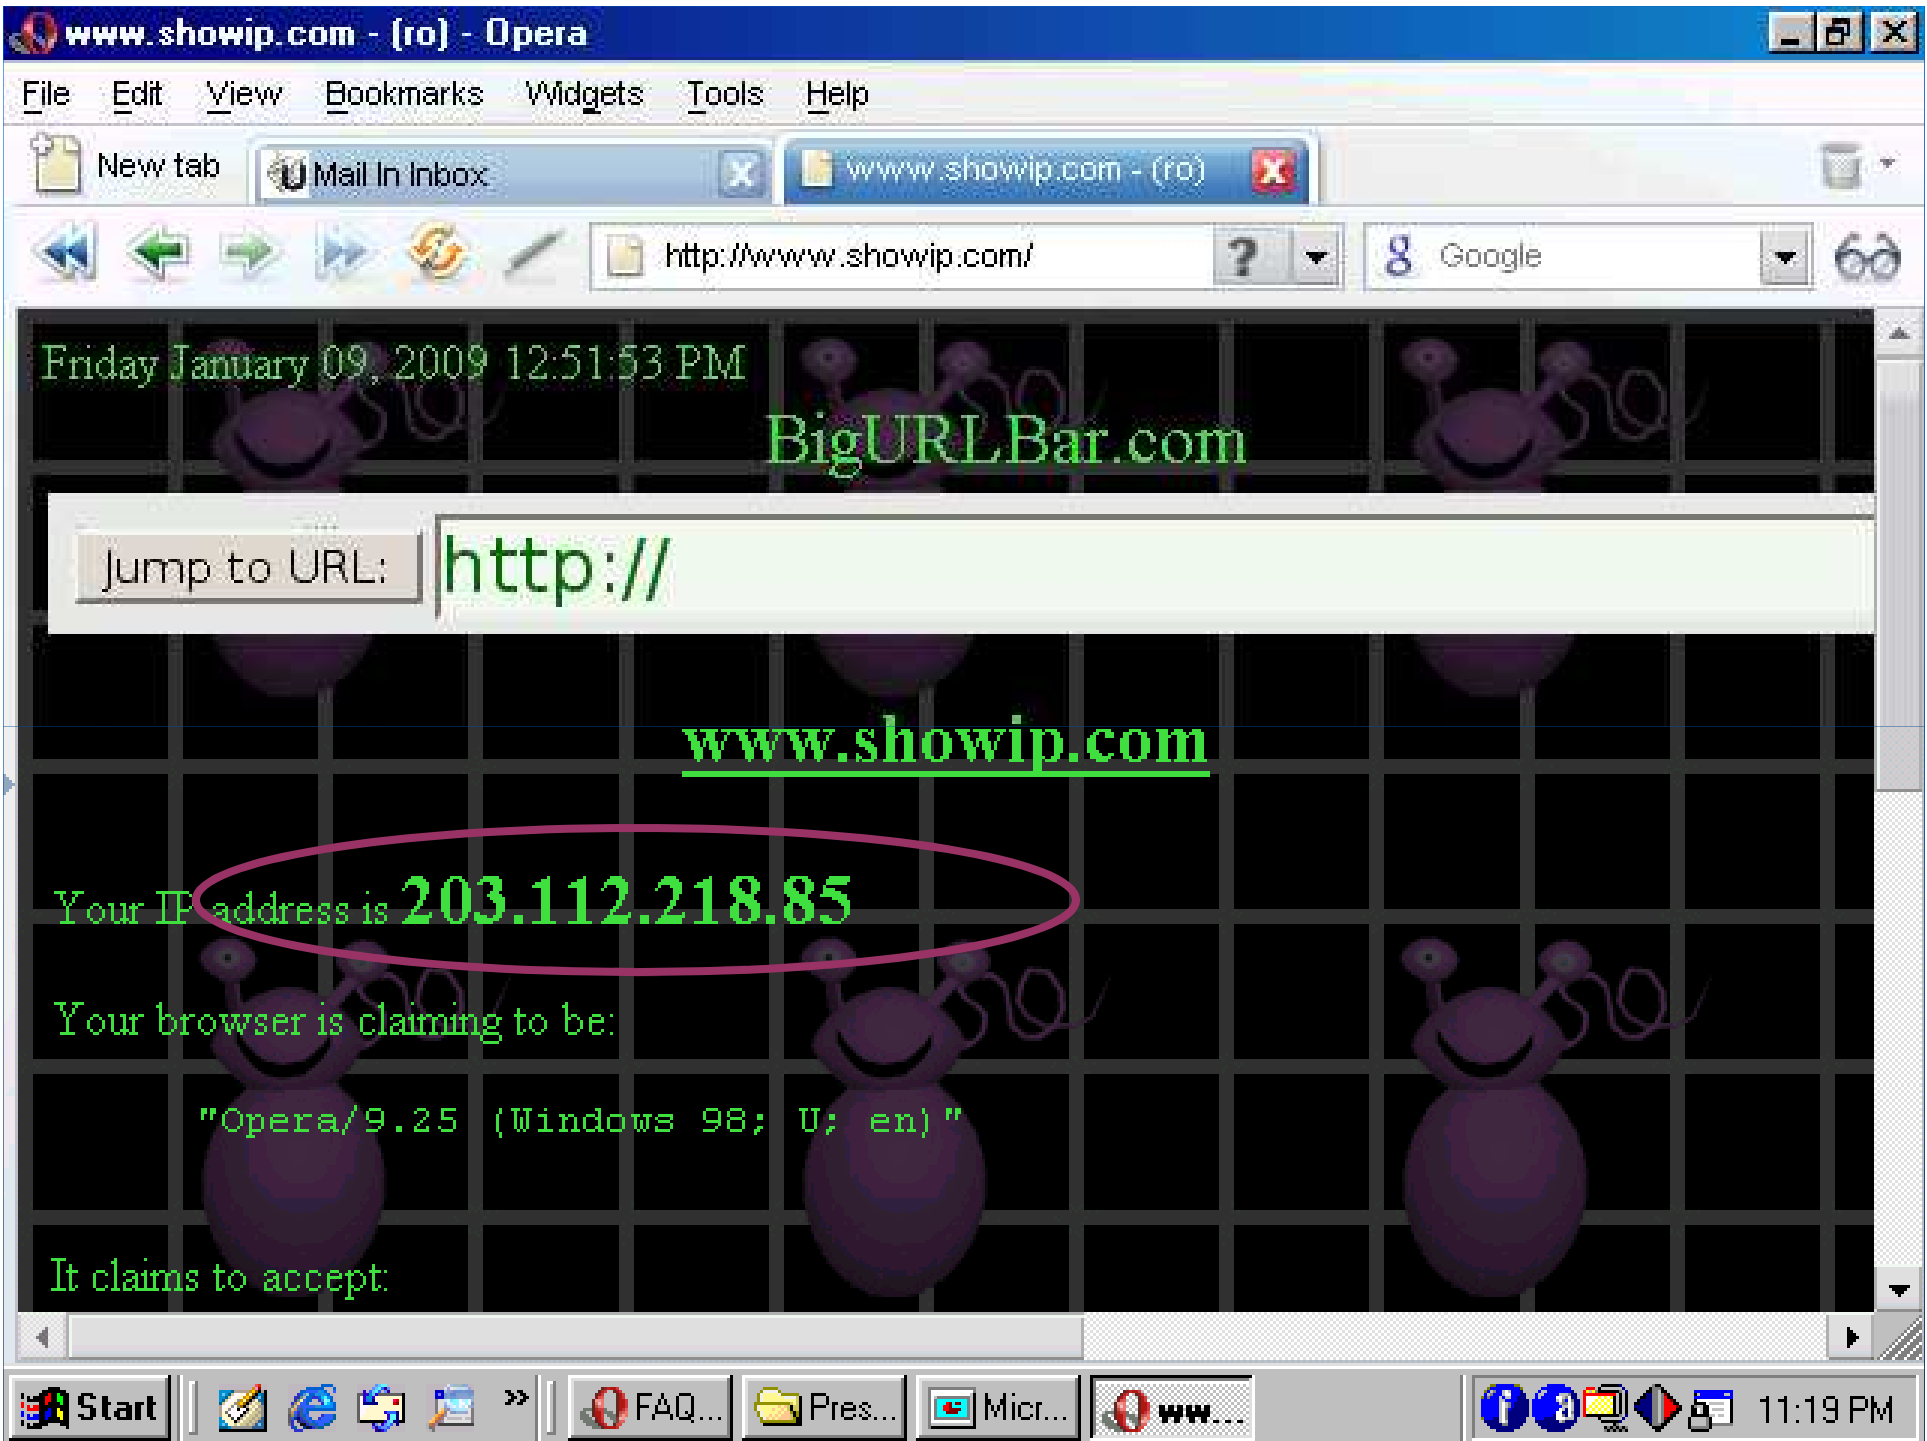 www.showip.com - (ro) - Opera
File Edit View Bookmarks Widgets Tools Help
New tab Mail In Inbox www.showip.com - (ro)
http://www.showip.com/ ? g Google
Friday January 09, 2009 12:51:53 PM
BigURLBar.com
Jump to URL: http://
www.showip.com
Your IP address is 203.112.218.85
Your browser is claiming to be:
"Opera/9.25 (Windows 98; U; en)"
It claims to accept:
Start » FAQ... Pres... Micr... ww... 11:19 PM